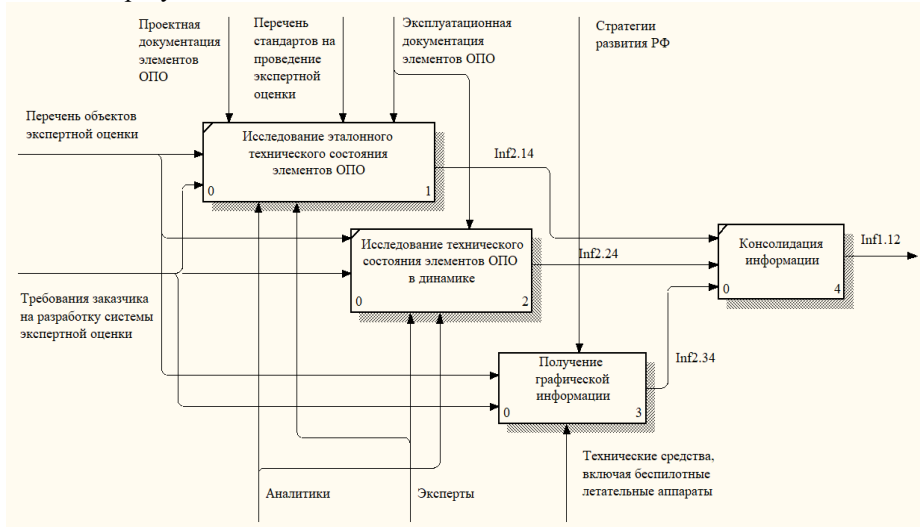 Проектная
документация
элементов
ОПО
Перечень
стандартов на
проведение
экспертной
оценки
Эксплуатационная
документация
элементов ОПО
Стратегии
развития РФ
Перечень объектов
экспертной оценки
Исследование эталонного
технического состояния
элементов ОПО
0
1
Inf2.14
Исследование технического
состояния элементов ОПО
в динамике
0
2
Inf2.24
Консолидация
информации
0
4
Inf1.12
Требования заказчика
на разработку системы
экспертной оценки
Получение
графической
информации
0
3
Inf2.34
Технические средства,
включая беспилотные
летательные аппараты
Аналитики
Эксперты